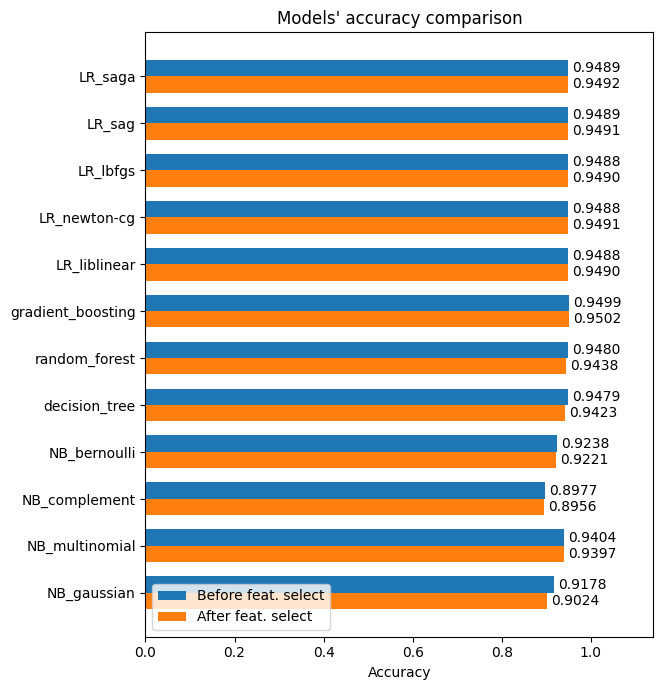 Models' accuracy comparison
LR_saga
0.9489
0.9492
LR_sag
0.9489
0.9491
LR_lbfgs
0.9488
0.9490
LR_newton-cg
0.9488
0.9491
LR_liblinear
0.9488
0.9490
gradient_boosting
0.9499
0.9502
random_forest
0.9480
0.9438
decision_tree
0.9479
0.9423
NB_bernoulli
0.9238
0.9221
NB_complement
0.8977
0.8956
NB_multinomial
0.9404
0.9397
NB_gaussian
0.9178
0.9024
Before feat. select
After feat. select
0.0 0.2 0.4 0.6 0.8 1.0
Accuracy